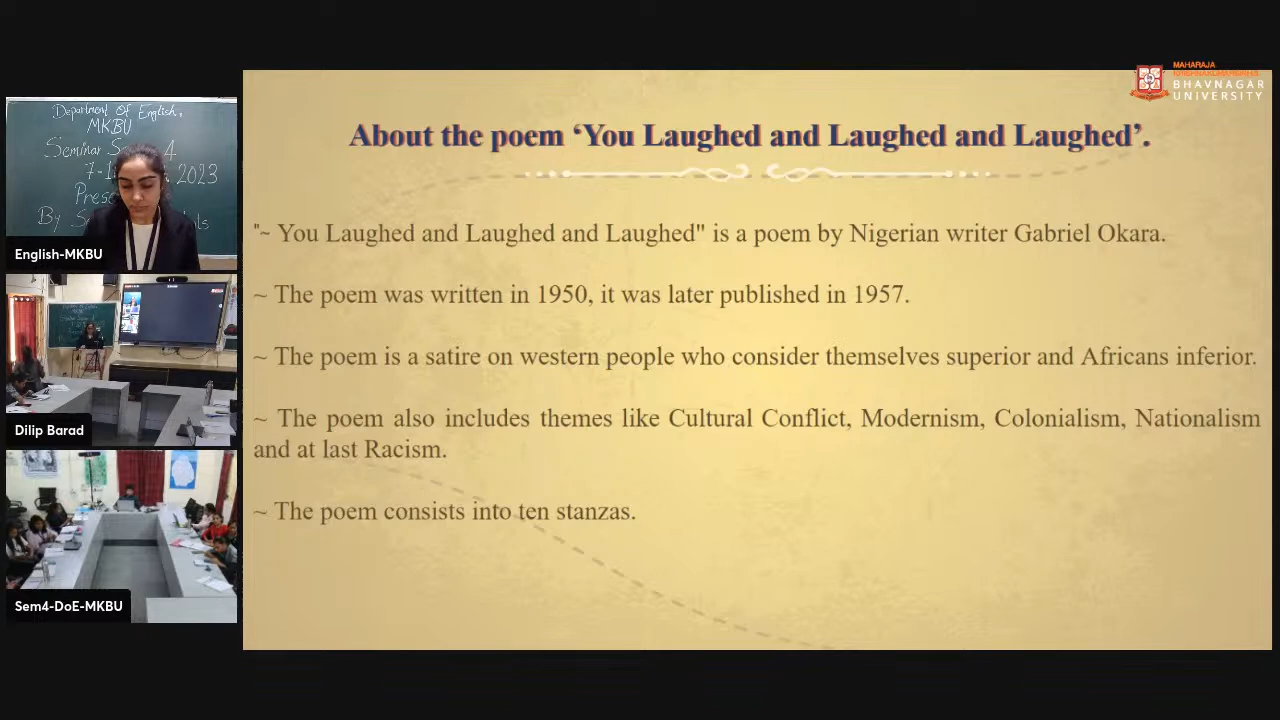 MAHARAJA
KRISHNAKUMARSINHJI
BHAVNAGAR
UNIVERSITY
About the poem ‘You Laughed and Laughed and Laughed’.
"~ You Laughed and Laughed and Laughed" is a poem by Nigerian writer Gabriel Okara.
~ The poem was written in 1950, it was later published in 1957.
~ The poem is a satire on western people who consider themselves superior and Africans inferior.
~ The poem also includes themes like Cultural Conflict, Modernism, Colonialism, Nationalism
and at last Racism.
~ The poem consists into ten stanzas.
Department Of English,
MKBU
Seminar 4
2023
By
English-MKBU
Dilip Barad
Sem4-DoE-MKBU